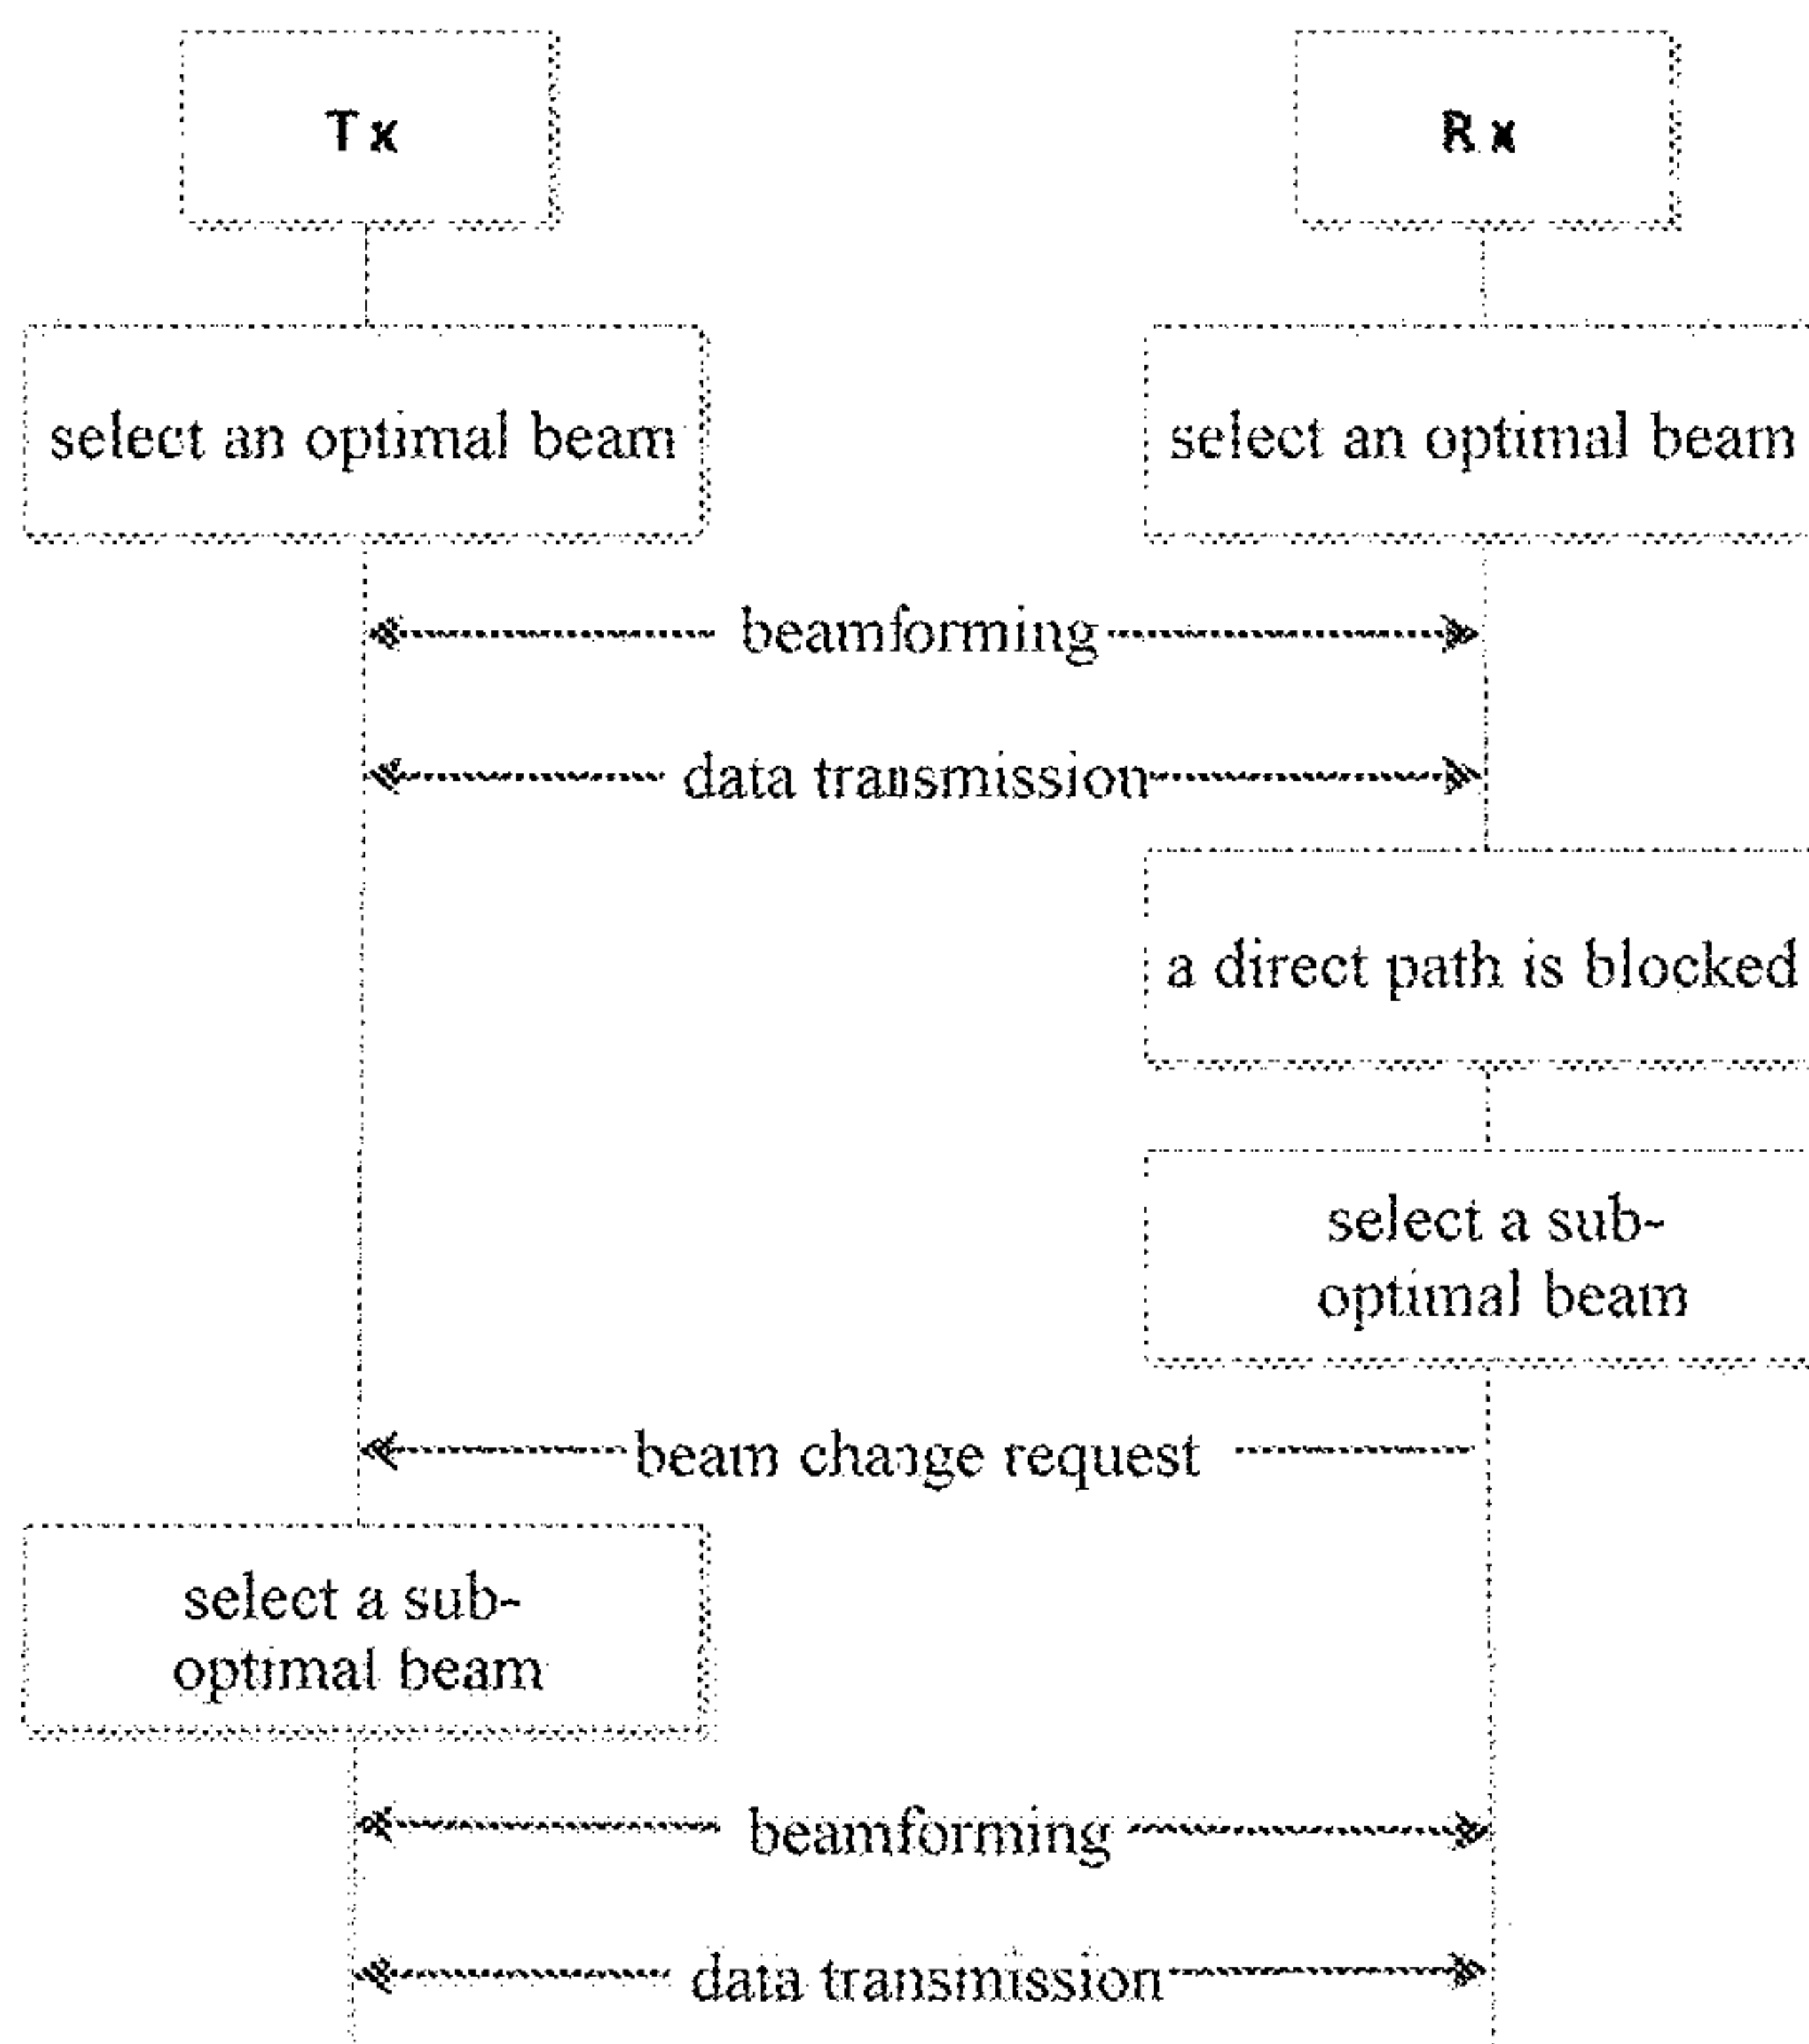 Tx
Rx
select an optimal beam
select an optimal beam
beamforming
data transmission
a direct path is blocked
select a sub-
optimal beam
beam change request
select a sub-
optimal beam
beamforming
data transmission